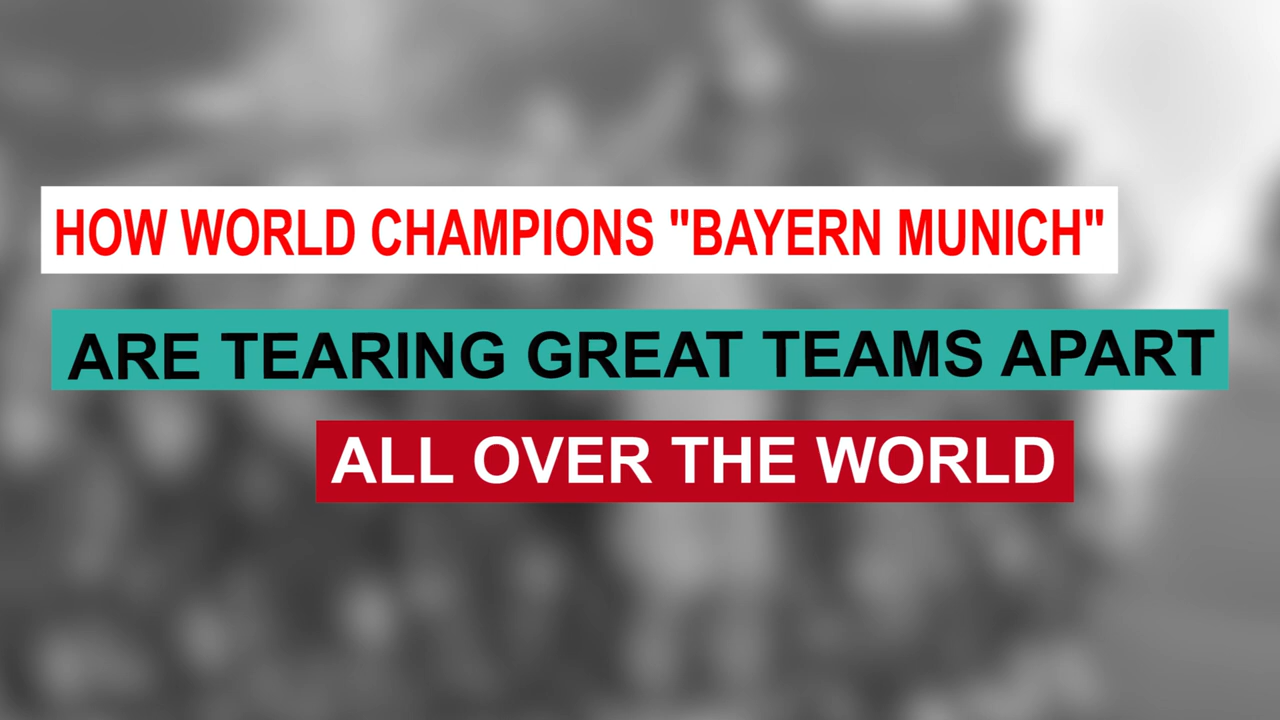 HOW WORLD CHAMPIONS "BAYERN MUNICH"
ARE TEARING GREAT TEAMS APART
ALL OVER THE WORLD